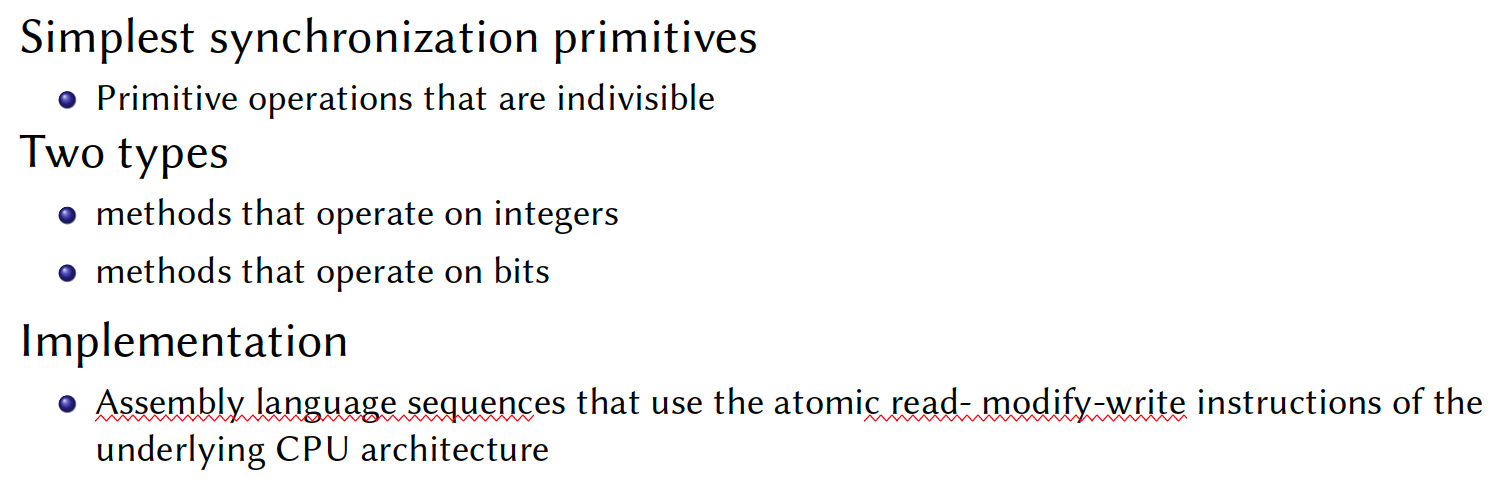 Simplest synchronization primitives
Primitive operations that are indivisible
Two types
methods that operate on integers
methods that operate on bits
Implementation
Assembly language sequences that use the atomic read- modify-write instructions of the
underlying CPU architecture